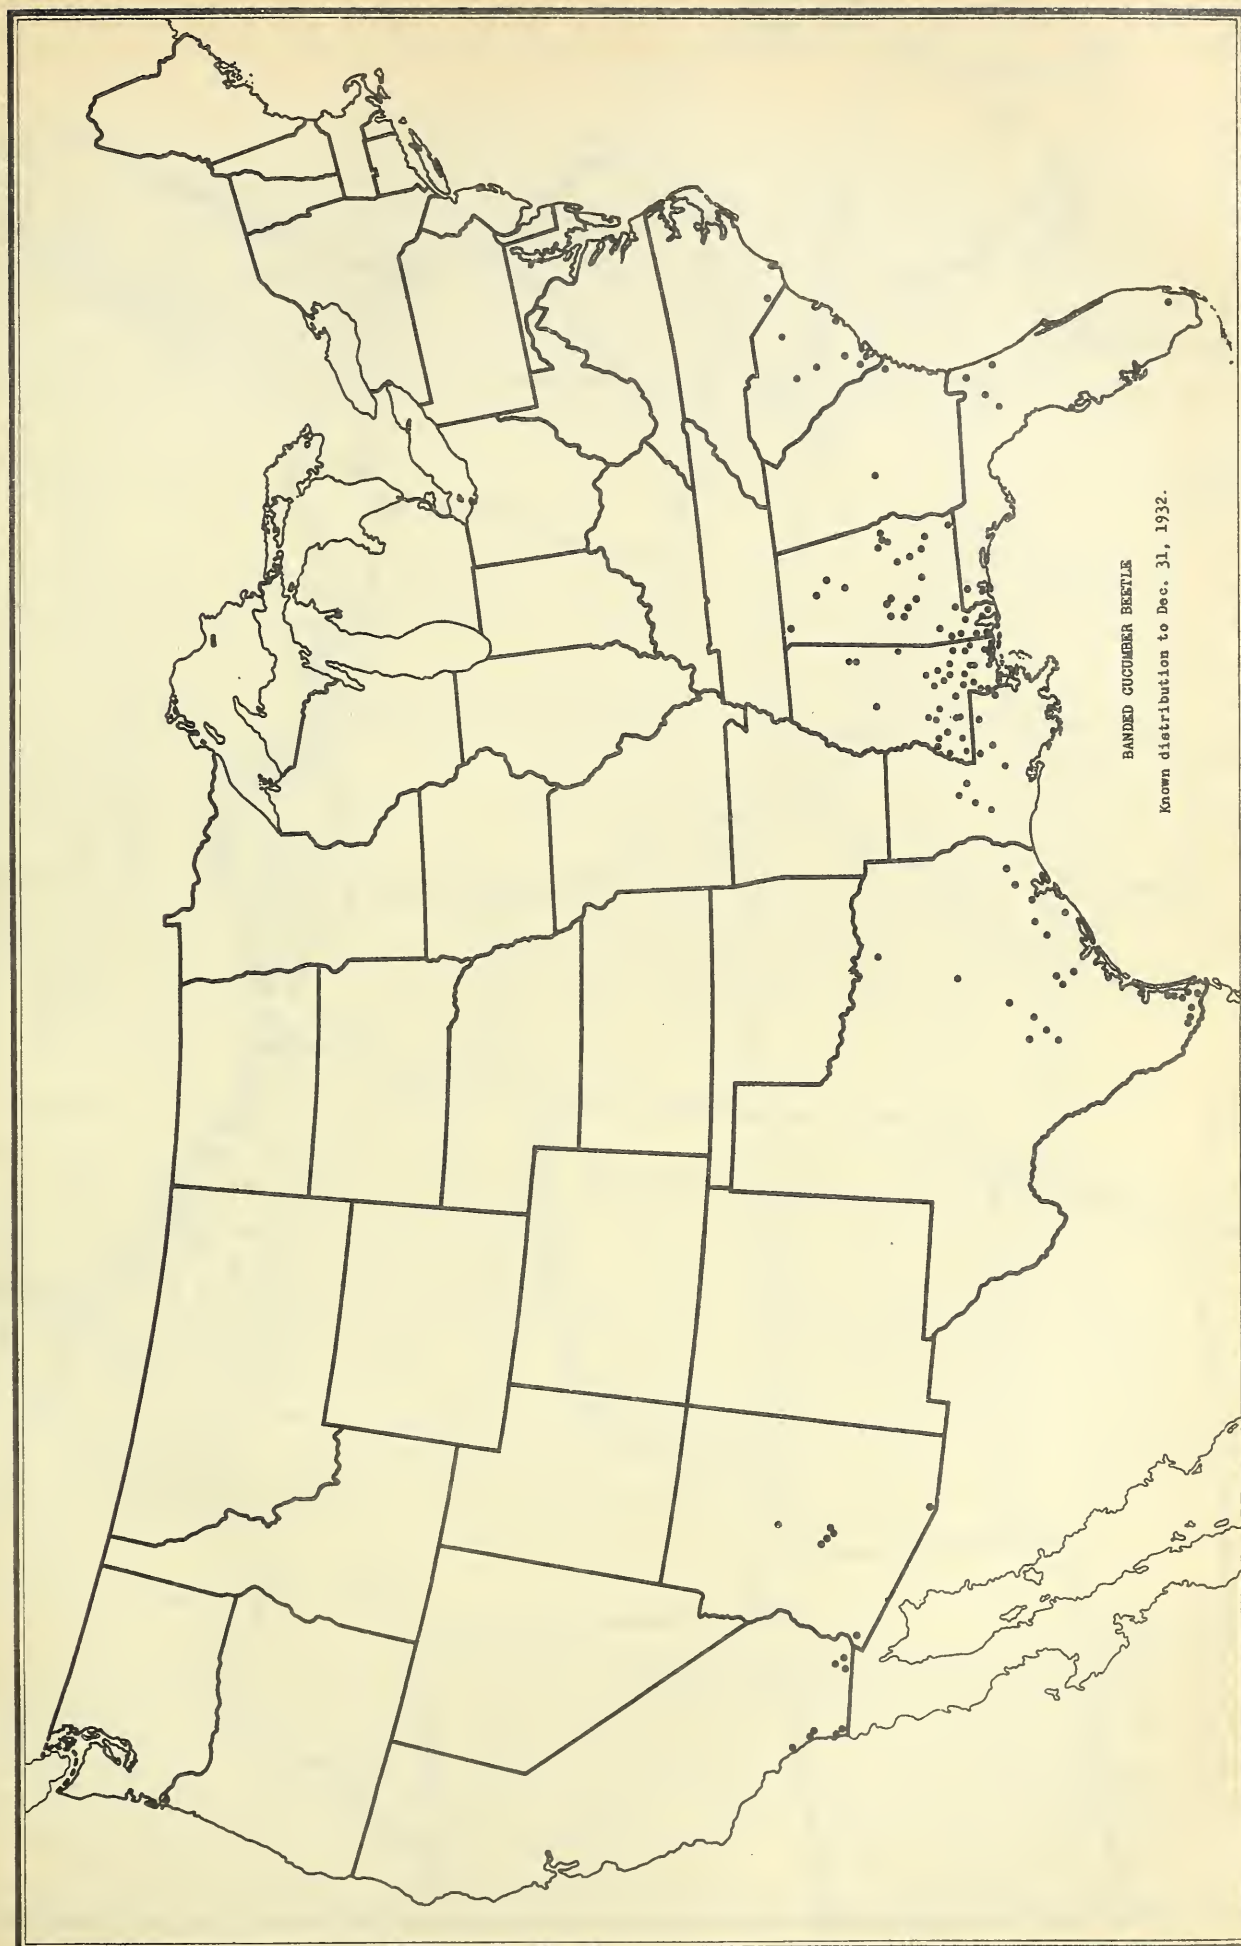 BANDED CUCUMBER BEETLE
Known distribution to Dec. 31, 1932.